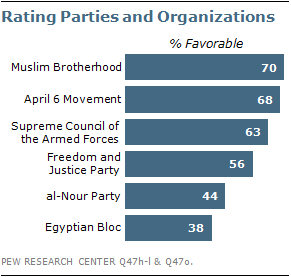 Rating Parties and Organizations
% Favorable
Muslim Brotherhood 70
April 6 Movement 68
Supreme Council of
the Armed Forces 63
Freedom and
Justice Party 56
al-Nour Party 44
Egyptian Bloc 38
PEW RESEARCH CENTER Q47h-l & Q47o.